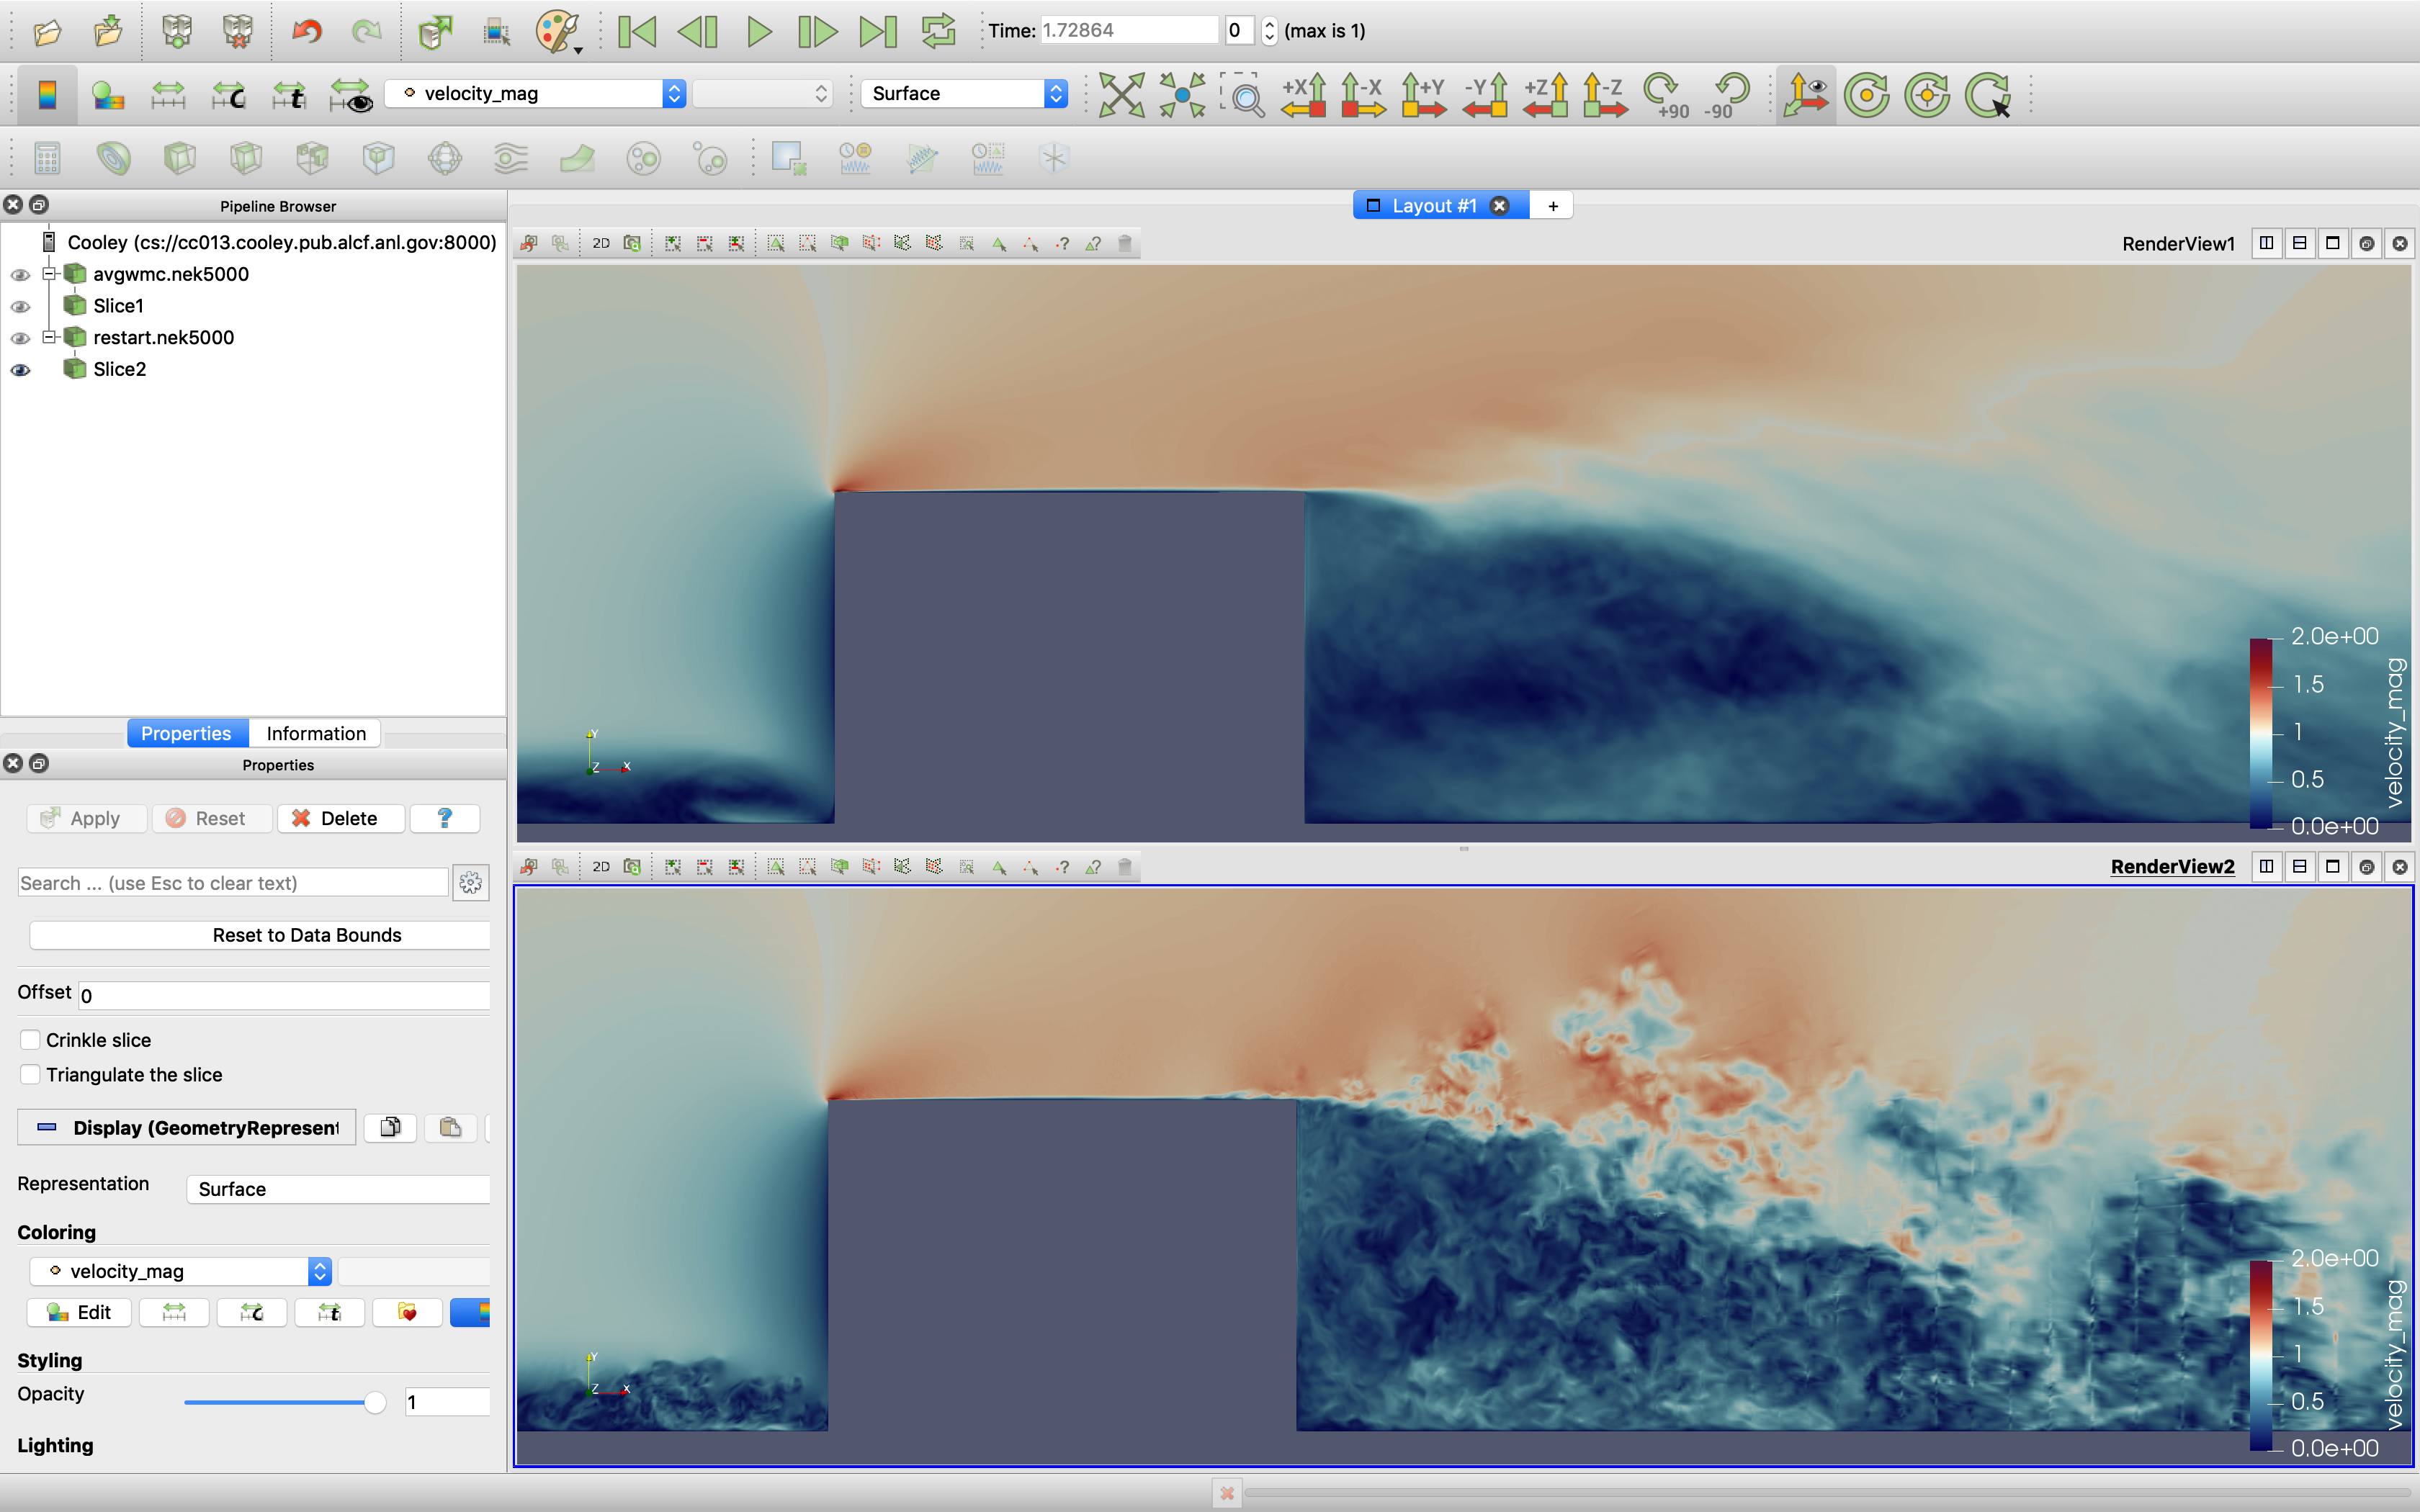 Time: 1.72864 0 (max is 1)
velocity_mag Surface +X -X +Y -Y +Z -Z +90 -90
Pipeline Browser
Layout #1 +
Cooley (cs://cc013.cooley.pub.alcf.anl.gov:8000)
avgwmc.nek5000
Slice1
restart.nek5000
Slice2
2D RenderView1
2.0e+00
1.5
1
0.5
0.0e+00
velocity_mag
Y
Z X
Properties Information
Properties
Apply Reset Delete ?
Search ... (use Esc to clear text)
Reset to Data Bounds
Offset 0
Crinkle slice
Triangulate the slice
Display (GeometryRepresent
Representation Surface
Coloring
velocity_mag
Edit
Styling
Opacity 1
Lighting
2D RenderView2
2.0e+00
1.5
1
0.5
0.0e+00
velocity_mag
Y
Z X